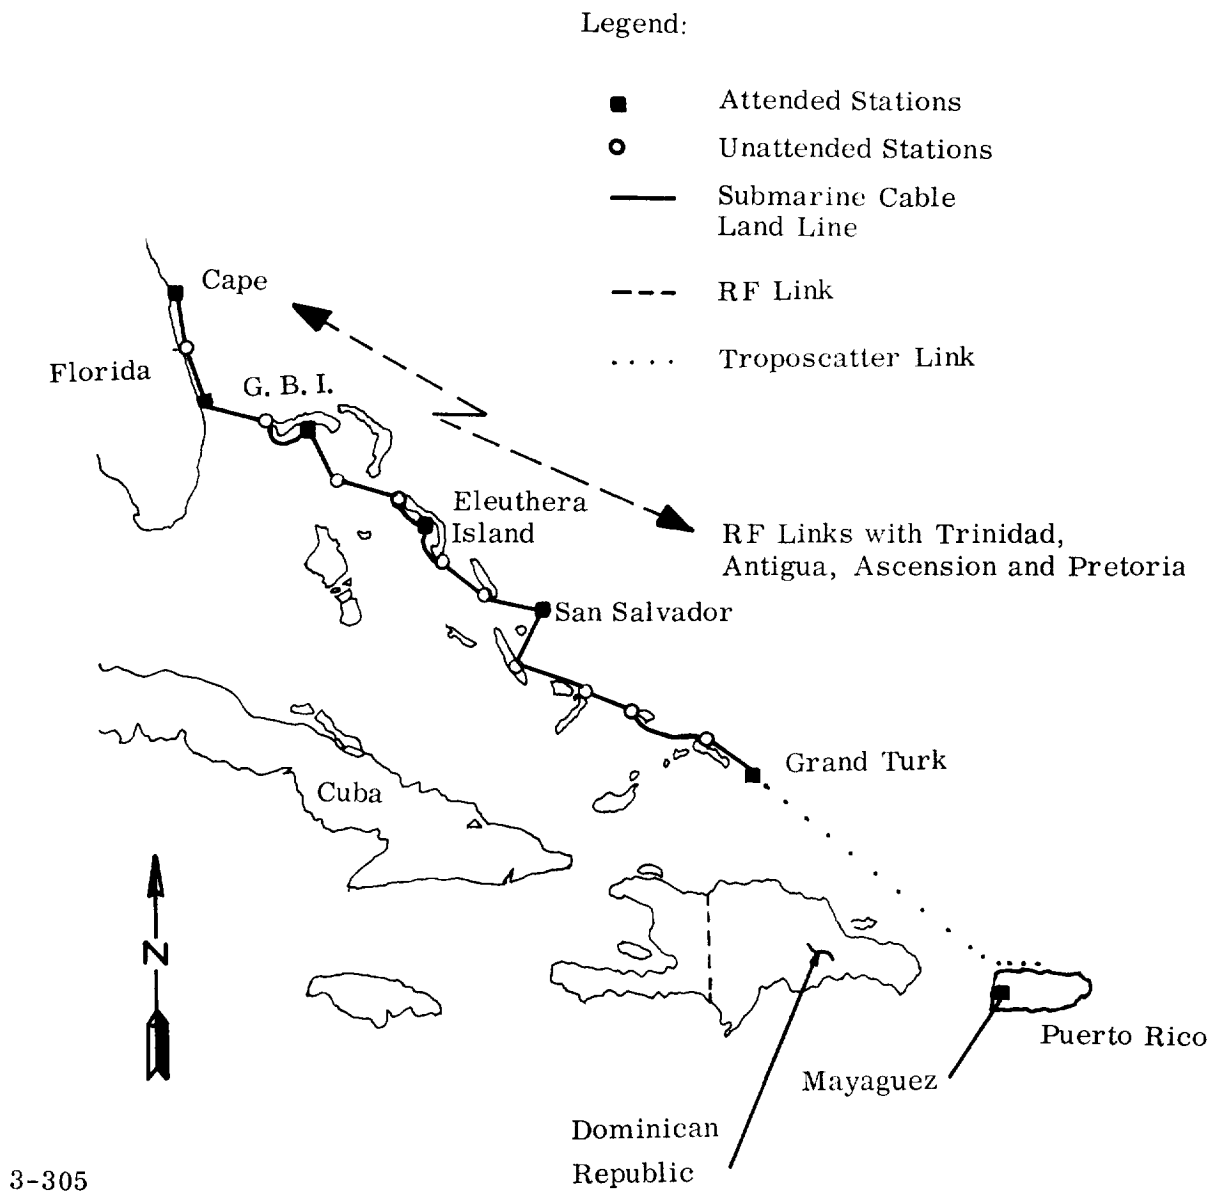 Legend:
Attended Stations
Unattended Stations
Submarine Cable
Land Line
RF Link
Troposcatter Link
Cape
Florida
G. B. I.
Eleuthera
Island
RF Links with Trinidad,
Antigua, Ascension and Pretoria
San Salvador
Grand Turk
Cuba
N
Puerto Rico
Mayaguez
Dominican
Republic
3-305